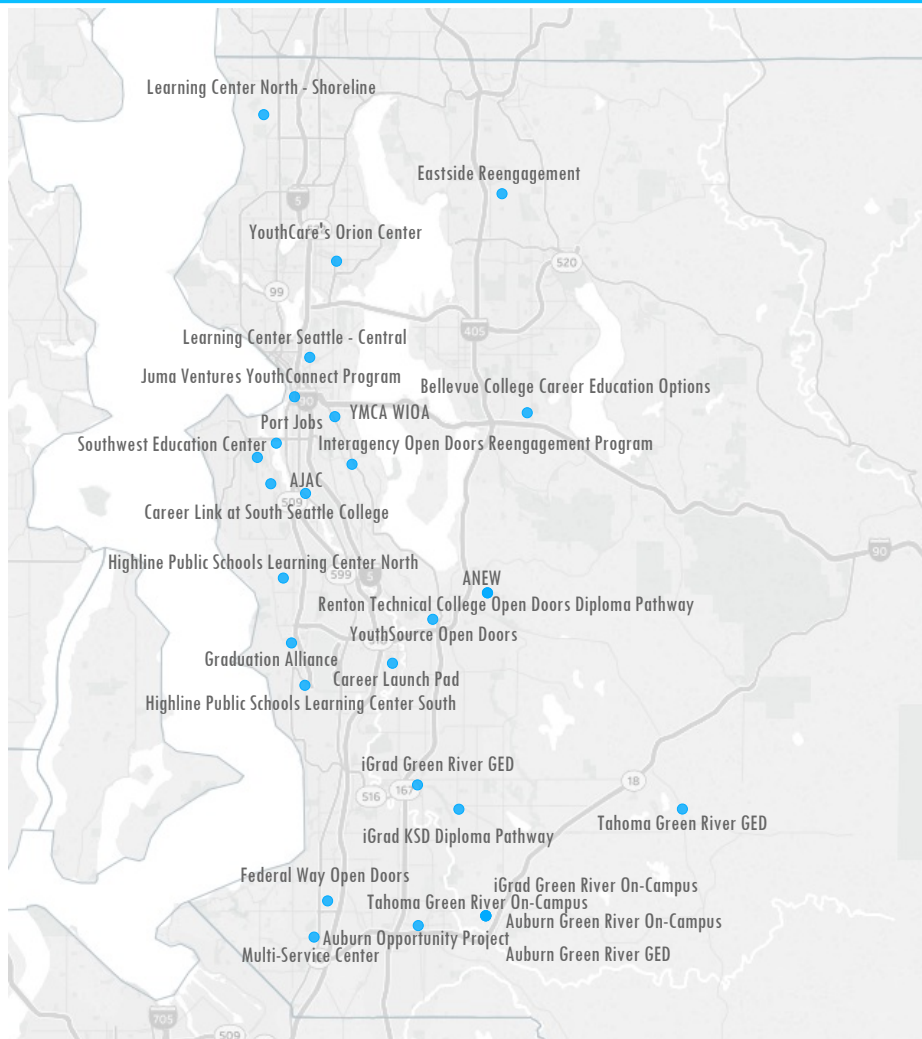 Learning Center North - Shoreline
Eastside Reengagement
5
YouthCare's Orion Center
520
99
405
Learning Center Seattle - Central
Juma Ventures YouthConnect Program
Bellevue College Career Education Options
90
YMCA WIOA
Port Jobs
Southwest Education Center
Interagency Open Doors Reengagement Program
AJAC
509
Career Link at South Seattle College
90
Highline Public Schools Learning Center North
599
5
ANEW
Renton Technical College Open Doors Diploma Pathway
YouthSource Open Doors
Graduation Alliance
Career Launch Pad
Highline Public Schools Learning Center South
iGrad Green River GED
18
167
516
Tahoma Green River GED
iGrad KSD Diploma Pathway
Federal Way Open Doors
iGrad Green River On-Campus
Tahoma Green River On-Campus
Auburn Green River On-Campus
Auburn Opportunity Project
Multi-Service Center
Auburn Green River GED
705
509